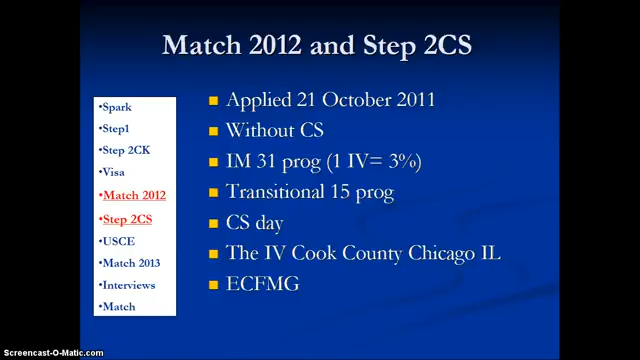 Match 2012 and Step 2CS
•Spark
•Step1
•Step 2CK
•Visa
•Match 2012
•Step 2CS
•USCE
•Match 2013
•Interviews
•Match
Applied 21 October 2011
Without CS
IM 31 prog (1 IV= 3%)
Transitional 15 prog
CS day
The IV Cook County Chicago IL
ECFMG
Screencast-O-Matic.com